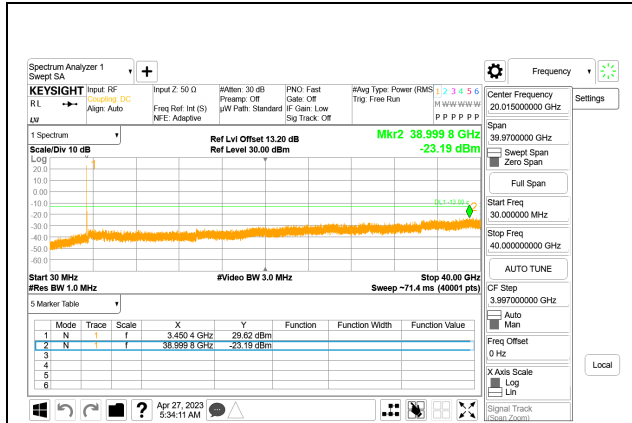 Spectrum Analyzer 1
Swept SA
+
Frequency
KEYSIGHT
RL
LXI
Input: RF
Coupling: DC
Align: Auto
Input Z: 50 Ω
Freq Ref: Int (S)
NFE: Adaptive
#Atten: 30 dB
Preamp: Off
µW Path: Standard
PNO: Fast
Gate: Off
IF Gain: Low
Sig Track: Off
#Avg Type: Power (RMS
Trig: Free Run
1 2 3 4 5 6
M W W W W W
P P P P P P
Center Frequency
20.015000000 GHz
Settings
1 Spectrum
Scale/Div 10 dB
Ref Lvl Offset 13.20 dB
Ref Level 30.00 dBm
Mkr2 38.999 8 GHz
-23.19 dBm
Span
39.9700000 GHz
Swept Span
Zero Span
Full Span
Log
20.0
10.0
0.00
-10.0
-20.0
-30.0
-40.0
-50.0
-60.0
1
2
Start Freq
30.000000 MHz
Stop Freq
40.000000000 GHz
AUTO TUNE
Start 30 MHz
#Res BW 1.0 MHz
#Video BW 3.0 MHz
Stop 40.00 GHz
Sweep ~71.4 ms (40001 pts)
CF Step
3.997000000 GHz
Auto
Man
5 Marker Table
Mode Trace Scale X Y Function Function Width Function Value
1 N 1 f 3.450 4 GHz 29.62 dBm
2 N 1 f 38.999 8 GHz -23.19 dBm
3
4
5
6
Freq Offset
0 Hz
X Axis Scale
Log
Lin
Local
Signal Track
(Span Zoom)
?
Apr 27, 2023
5:34:11 AM